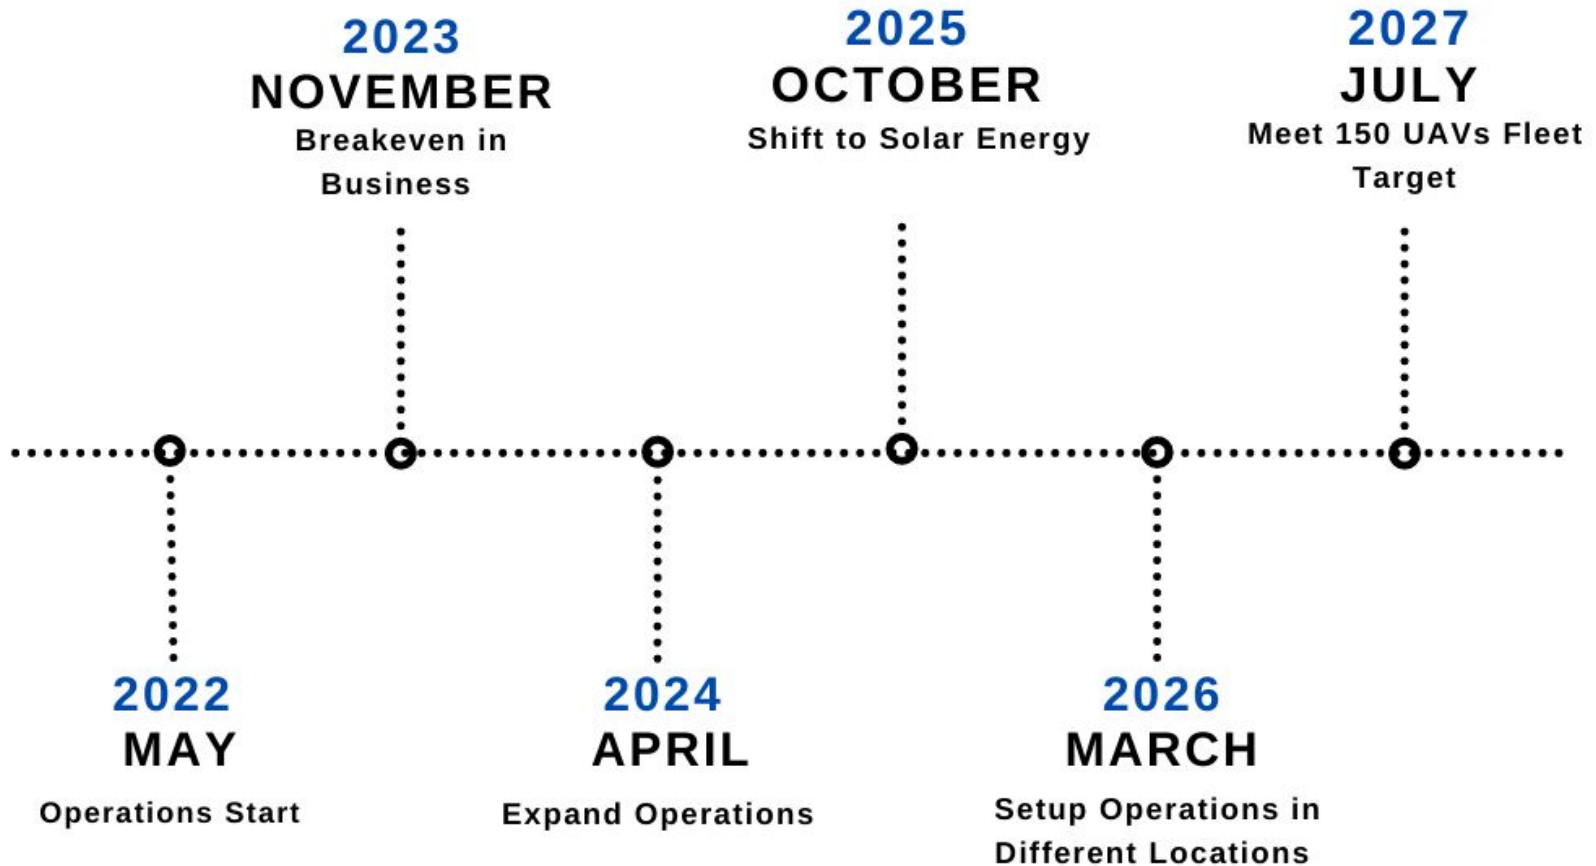 2023
NOVEMBER
Breakeven in
Business
2025
OCTOBER
Shift to Solar Energy
2027
JULY
Meet 150 UAVs Fleet
Target
2022
MAY
Operations Start
2024
APRIL
Expand Operations
2026
MARCH
Setup Operations in
Different Locations